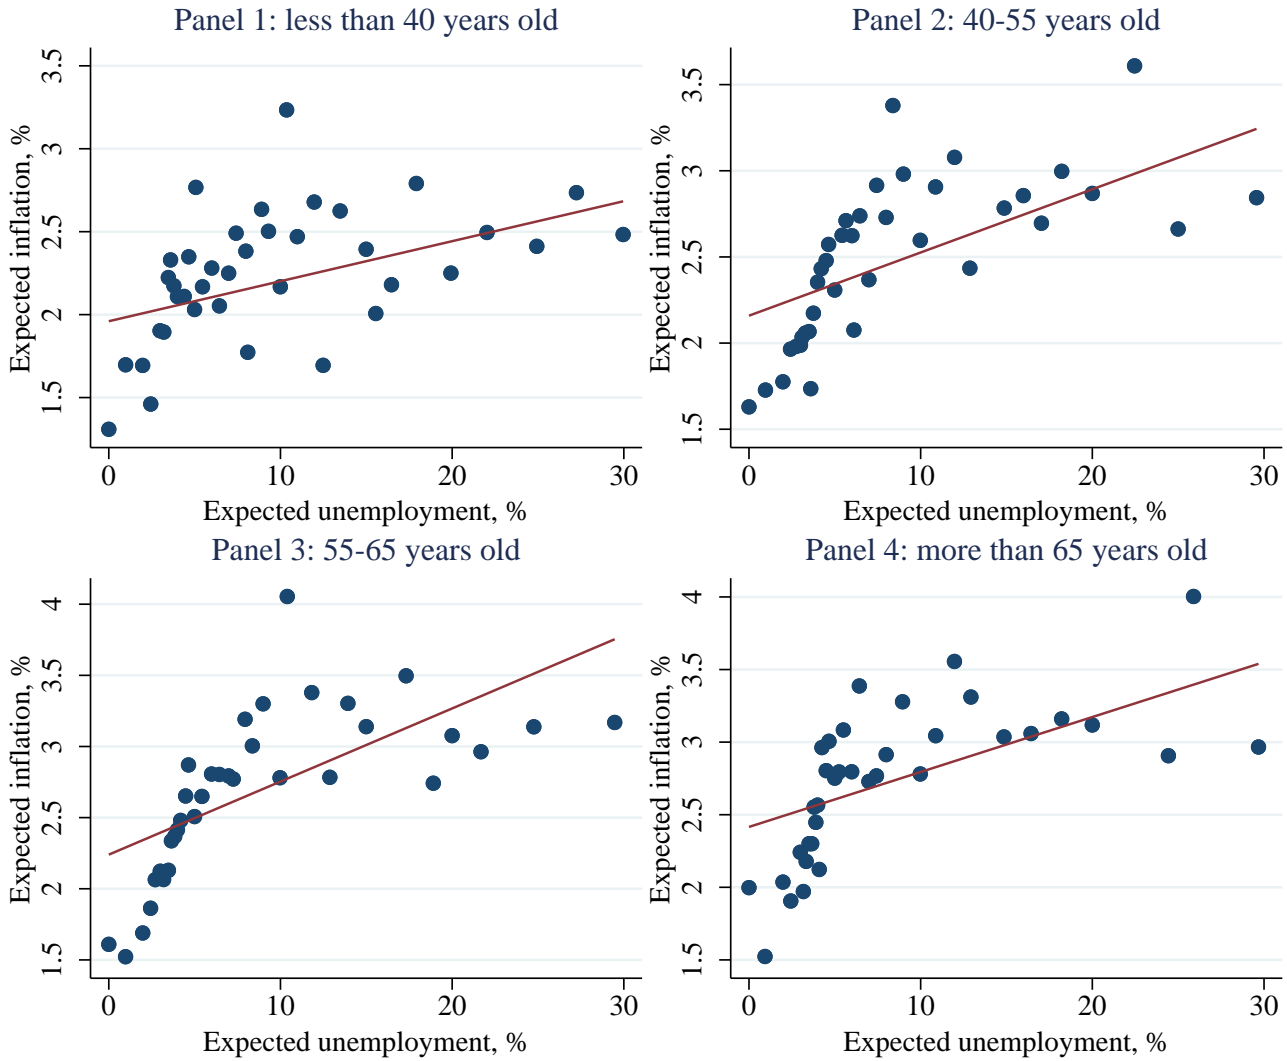 Panel 1: less than 40 years old
Expected inflation, %
3.5
3
2.5
2
1.5
0 10 20 30
Expected unemployment, %
Panel 2: 40-55 years old
Expected inflation, %
3.5
3
2.5
2
1.5
0 10 20 30
Expected unemployment, %
Panel 3: 55-65 years old
Expected inflation, %
4
3.5
3
2.5
2
1.5
0 10 20 30
Expected unemployment, %
Panel 4: more than 65 years old
Expected inflation, %
4
3.5
3
2.5
2
1.5
0 10 20 30
Expected unemployment, %